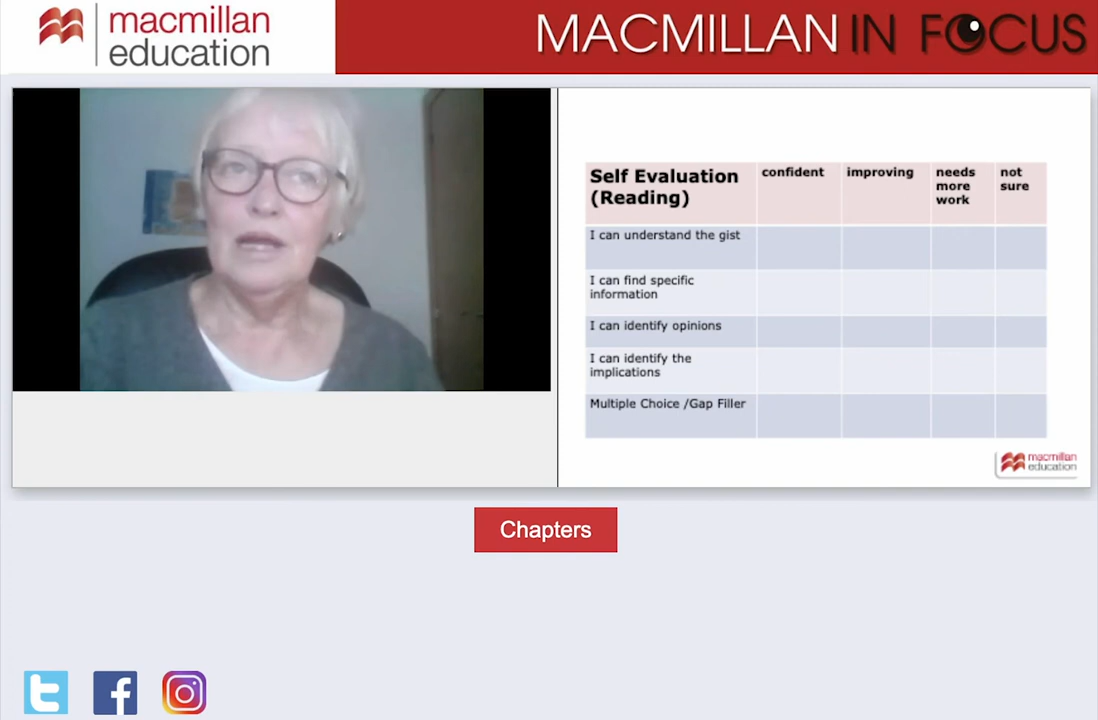 macmillan
education
MACMILLAN IN FOCUS
Self Evaluation
(Reading)
confident
improving
needs
more
work
not
sure
I can understand the gist
I can find specific
information
I can identify opinions
I can identify the
implications
Multiple Choice /Gap Filler
macmillan
education
Chapters